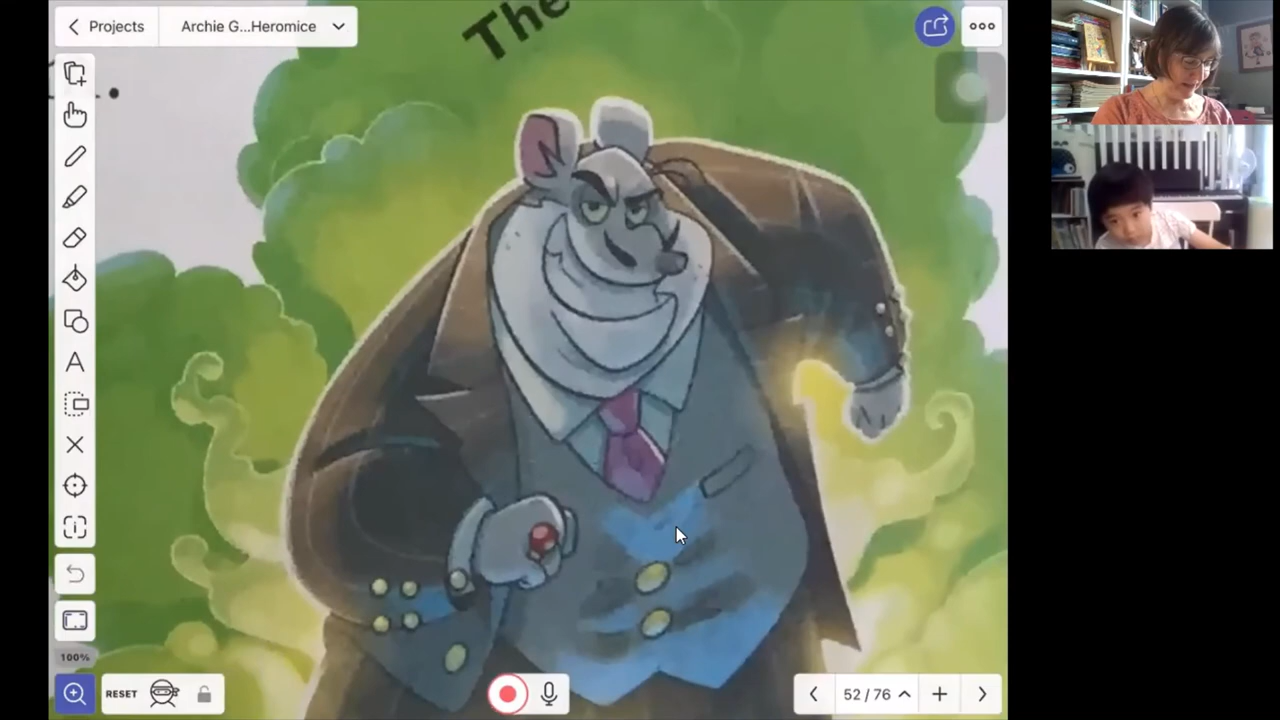 The
Projects
Archie G...Heromice
A
100%
RESET
52 / 76